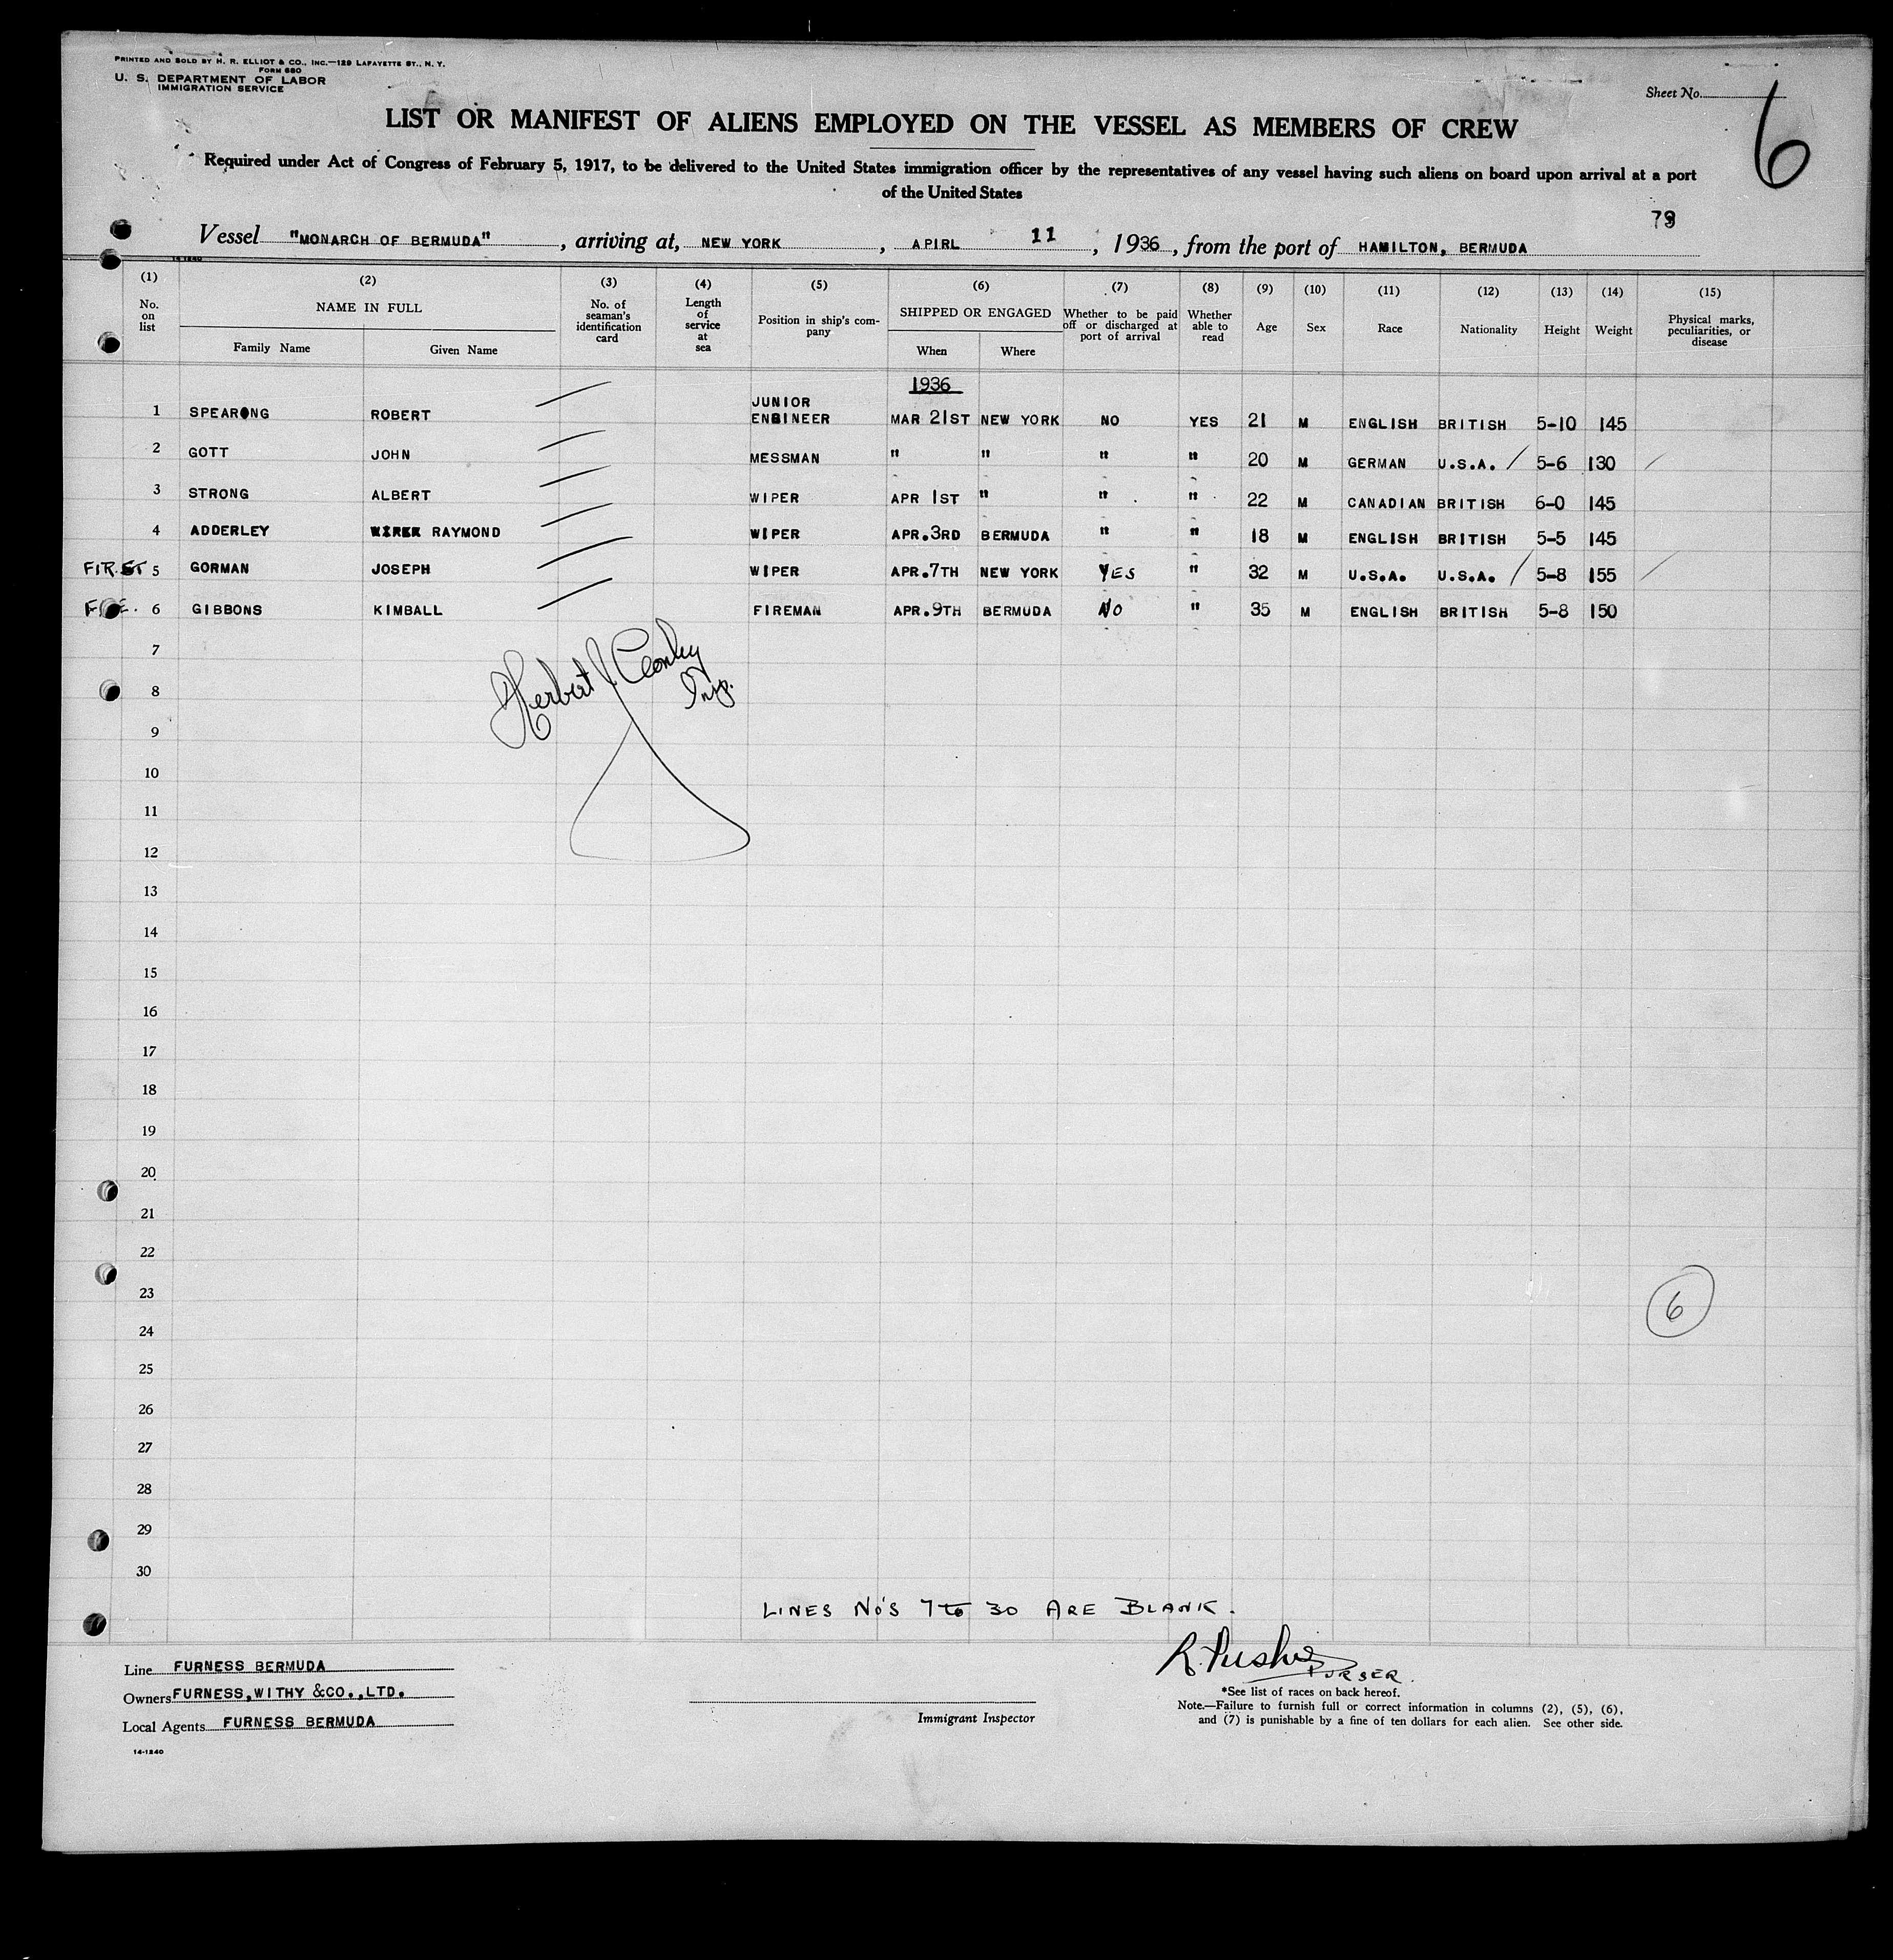 PRINTED AND SOLD BY H. R. ELLIOT & CO., INC.—129 LAFAYETTE ST., N. Y.
FORM 680
U. S. DEPARTMENT OF LABOR
IMMIGRATION SERVICE
Sheet No.
6
LIST OR MANIFEST OF ALIENS EMPLOYED ON THE VESSEL AS MEMBERS OF CREW
Required under Act of Congress of February 5, 1917, to be delivered to the United States immigration officer by the representatives of any vessel having such aliens on board upon arrival at a port
of the United States
Vessel "MONARCH OF BERMUDA", arriving at, NEW YORK, APIRL 11, 1936, from the port of HAMILTON, BERMUDA
14-1240
(1) (2) (3) (4) (5) (6) (7) (8) (9) (10) (11) (12) (13) (14) (15)
No. on list
NAME IN FULL
Family Name Given Name
No. of seaman's identification card
Length of service at sea
Position in ship's company
SHIPPED OR ENGAGED
When Where
Whether to be paid off or discharged at port of arrival
Whether able to read
Age
Sex
Race
Nationality
Height
Weight
Physical marks, peculiarities, or disease
1936
1 SPEARONG ROBERT JUNIOR ENGINEER MAR 21ST NEW YORK NO YES 21 M ENGLISH BRITISH 5-10 145
2 GOTT JOHN MESSMAN " " " " 20 M GERMAN U.S.A. / 5-6 130
3 STRONG ALBERT WIPER APR 1ST " " " 22 M CANADIAN BRITISH 6-0 145
4 ADDERLEY RAYMOND WIPER APR.3RD BERMUDA " " 18 M ENGLISH BRITISH 5-5 145
FIRST 5 GORMAN JOSEPH WIPER APR.7TH NEW YORK YES " 32 M U.S.A. U.S.A. / 5-8 155
6 GIBBONS KIMBALL FIREMAN APR.9TH BERMUDA NO " 35 M ENGLISH BRITISH 5-8 150
Herbert J. Conley
Insp.
7
8
9
10
11
12
13
14
15
16
17
18
19
20
21
22
23
6
24
25
26
27
28
29
30
LINES NO'S 7 to 30 ARE BLANK.
PURSER.
Line FURNESS BERMUDA
Owners FURNESS, WITHY &CO., LTD.
Local Agents FURNESS BERMUDA
14-1240
Immigrant Inspector
*See list of races on back hereof.
Note.—Failure to furnish full or correct information in columns (2), (5), (6),
and (7) is punishable by a fine of ten dollars for each alien. See other side.